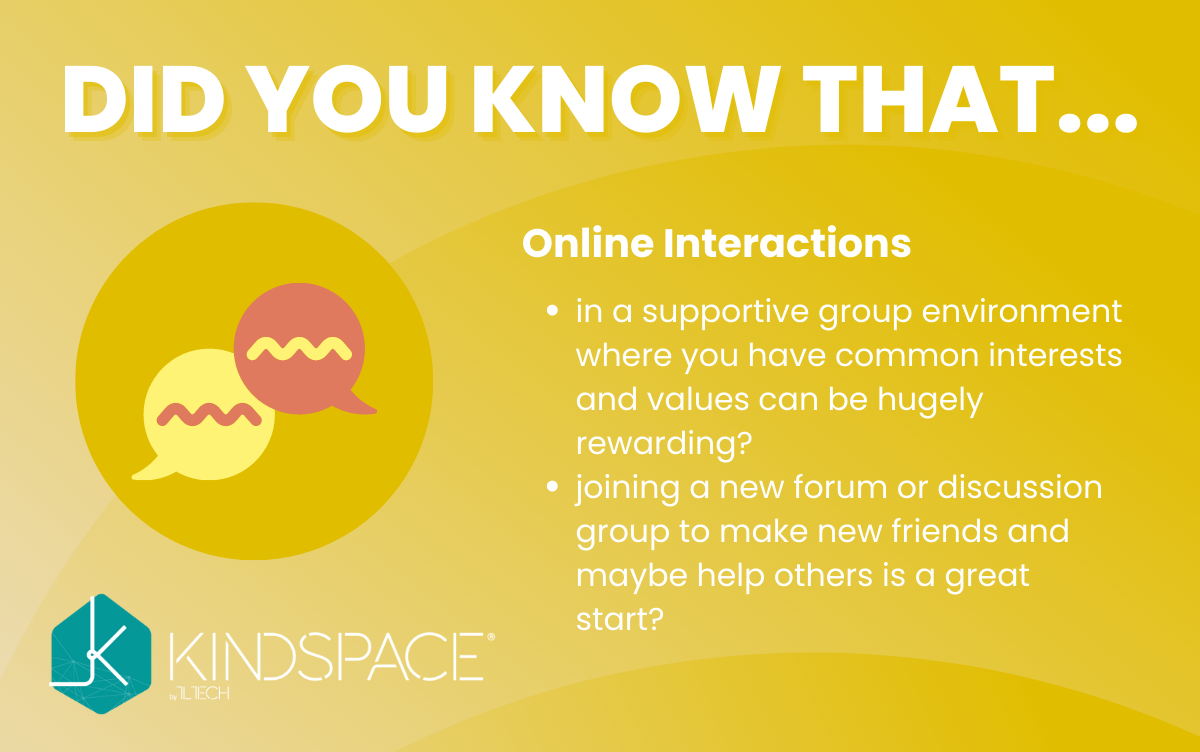 DID YOU KNOW THAT...
Online Interactions
• in a supportive group environment
where you have common interests
and values can be hugely
rewarding?
• joining a new forum or discussion
group to make new friends and
maybe help others is a great
start?
KINDSPACE®
by 1LTECH